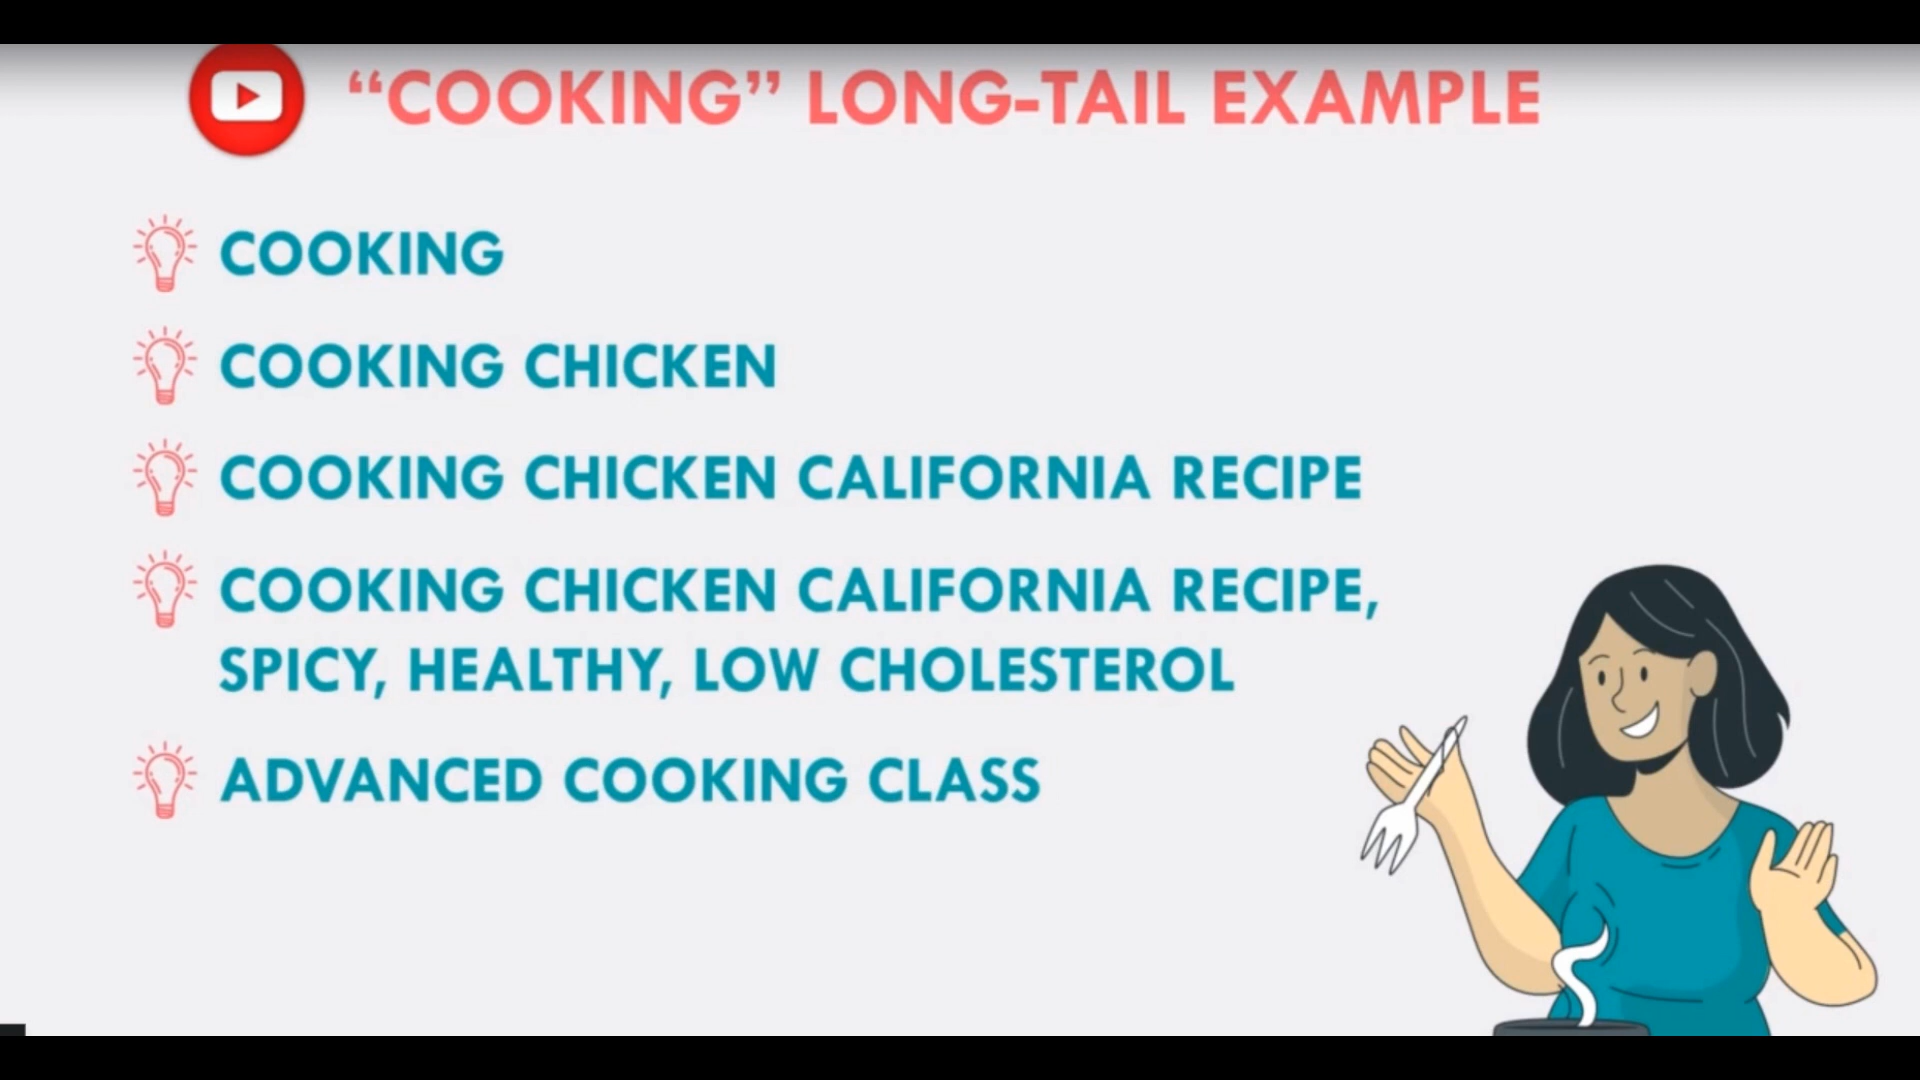 “COOKING” LONG-TAIL EXAMPLE
COOKING
COOKING CHICKEN
COOKING CHICKEN CALIFORNIA RECIPE
COOKING CHICKEN CALIFORNIA RECIPE,
SPICY, HEALTHY, LOW CHOLESTEROL
ADVANCED COOKING CLASS